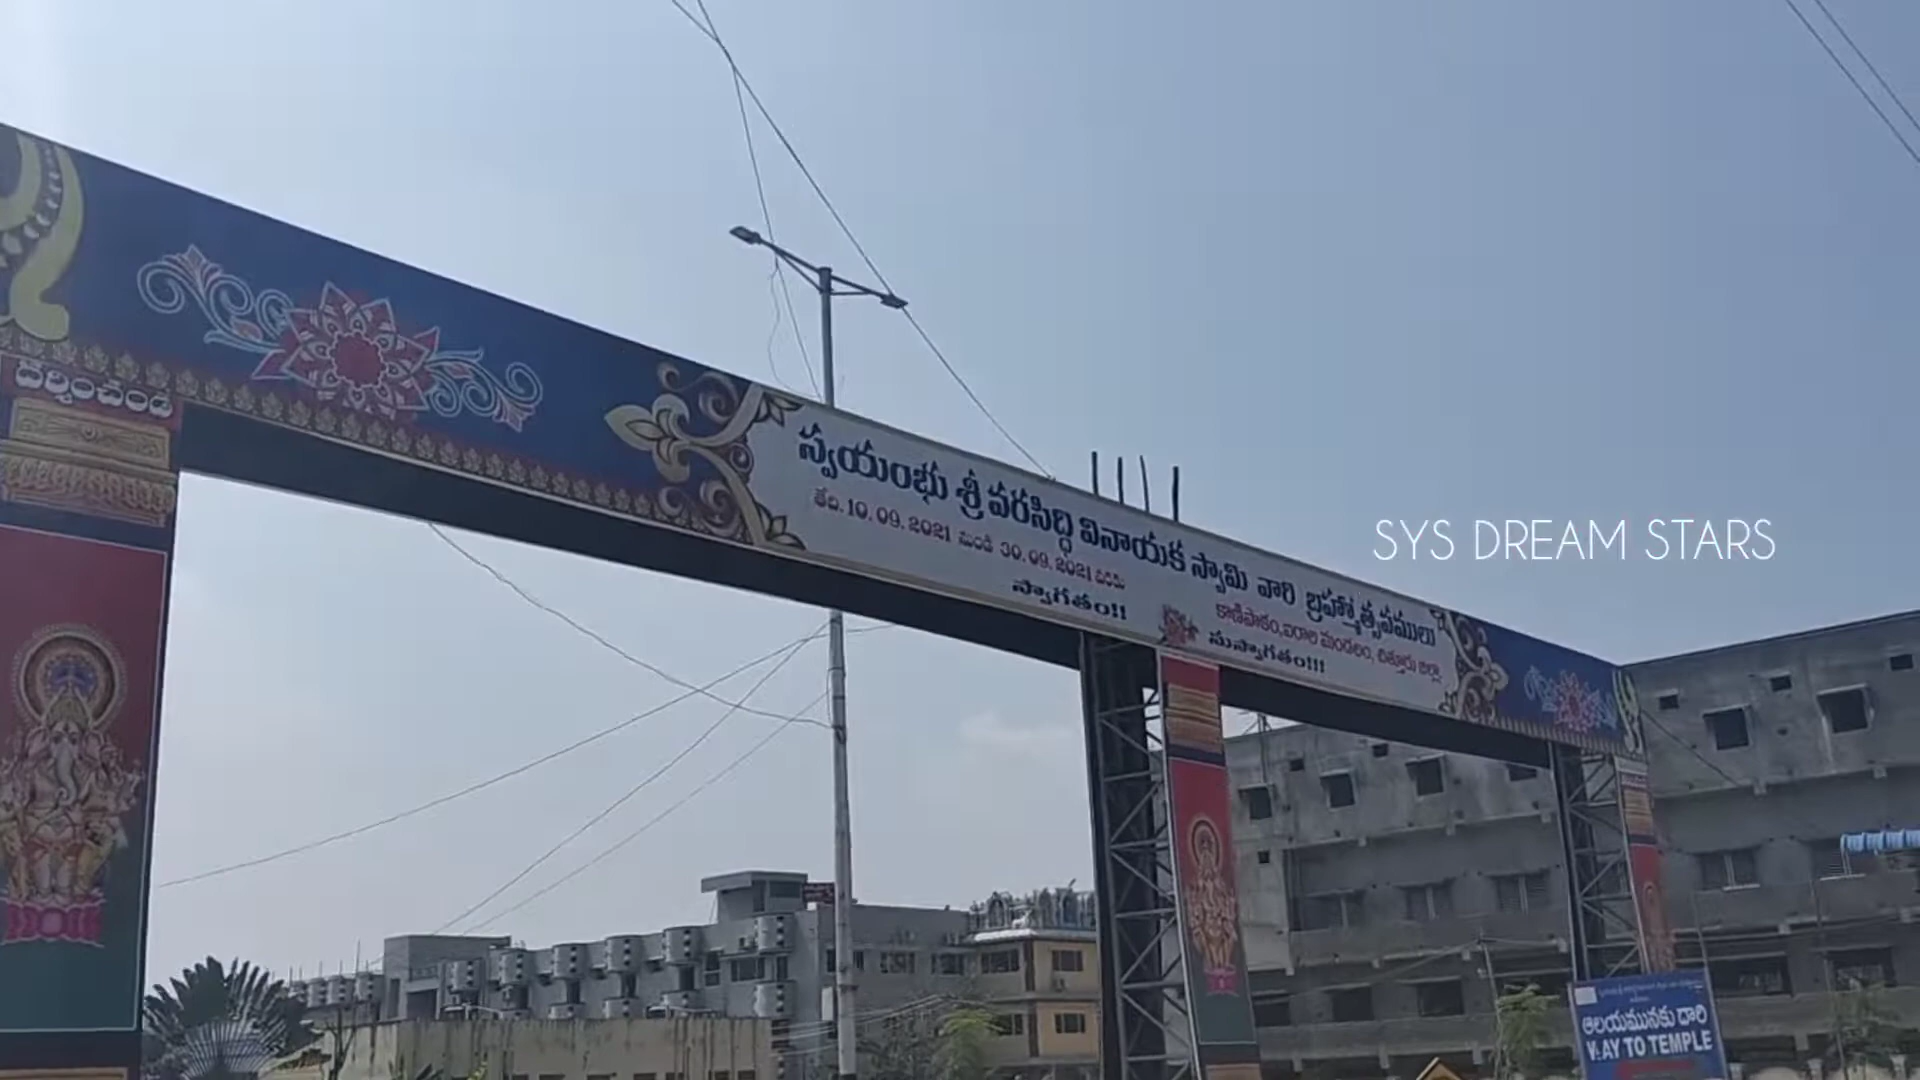 దర్శించండి
స్వయంభు శ్రీ వరసిద్ధి వినాయక స్వామి వారి బ్రహ్మోత్సవములు
తేది. 10. 09. 2021 నుండి 30. 09. 2021 వరకు
కాణిపాకం, ఐరాల మండలం, చిత్తూరు జిల్లా.
స్వాగతం!!
సుస్వాగతం!!!
SYS DREAM STARS
ఆలయమునకు దారి
WAY TO TEMPLE